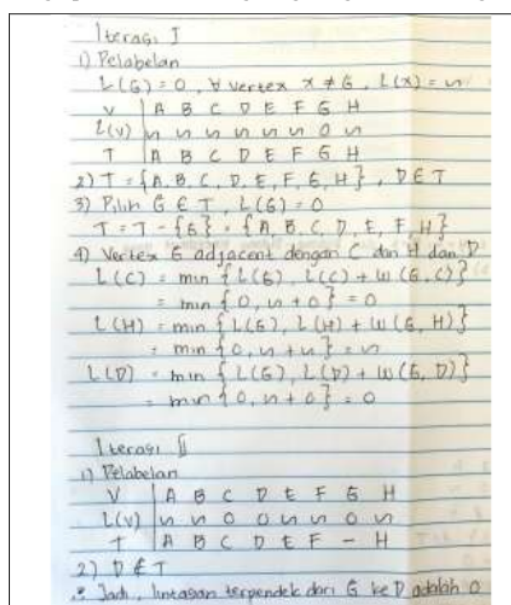 Iterasi I
1) Pelabelan
L(G) = 0, ∀ vertex x ≠ G, L(x) = ∽
V | A B C D E F G H
L(v) | ∽ ∽ ∽ ∽ ∽ ∽ 0 ∽
T | A B C D E F G H
2) T = {A, B, C, D, E, F, G, H}, D ∈ T
3) Pilih G ∈ T, L(G) = 0
T = T - {G} = {A, B, C, D, E, F, H}
4) Vertex G adjacent dengan C dan H dan D
L(C) = min {L(G), L(C) + W(G, C)}
= min {0, ∽ + 0} = 0
L(H) = min {L(G), L(H) + W(G, H)}
= min {0, ∽ + ∽} = ∽
L(D) = min {L(G), L(D) + W(G, D)}
= min {0, ∽ + 0} = 0
Iterasi II
1) Pelabelan
V | A B C D E F G H
L(v) | ∽ ∽ 0 0 ∽ ∽ 0 ∽
T | A B C D E F - H
2) D ∉ T
∴ Jadi, lintasan terpendek dari G ke D adalah 0